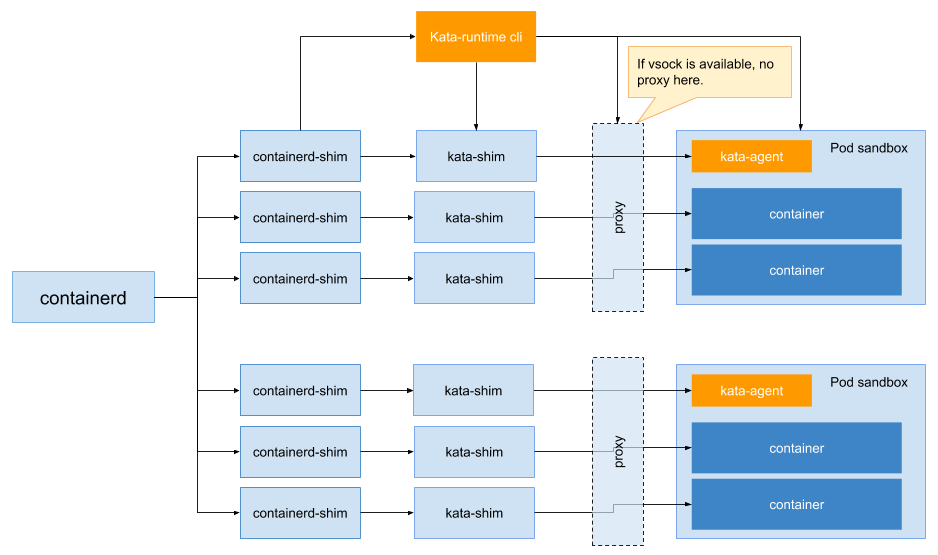 Kata-runtime cli
If vsock is available, no
proxy here.
containerd-shim
kata-shim
kata-agent
Pod sandbox
containerd-shim
kata-shim
proxy
container
containerd-shim
kata-shim
container
containerd
containerd-shim
kata-shim
kata-agent
Pod sandbox
containerd-shim
kata-shim
proxy
container
containerd-shim
kata-shim
container